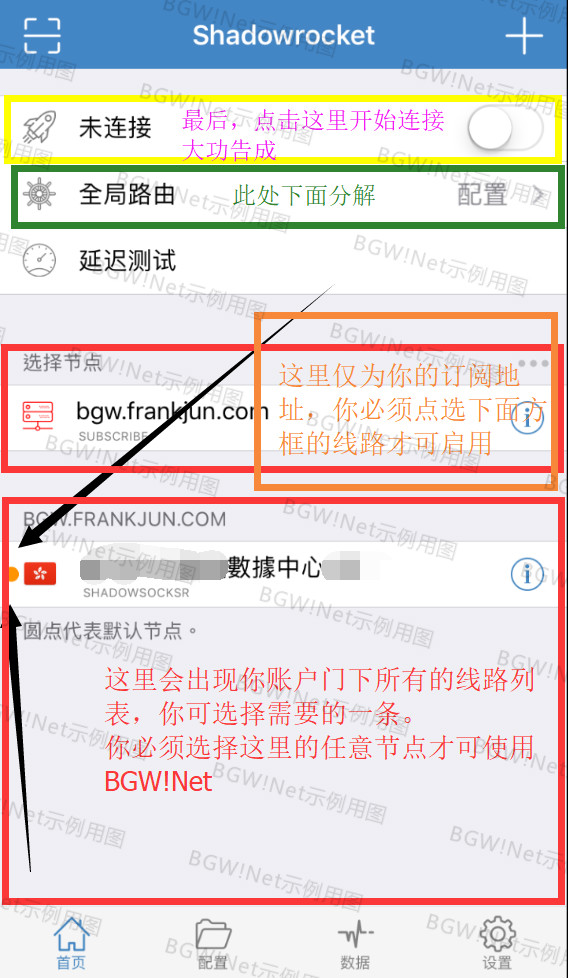 Shadowrocket
未连接
最后，点击这里开始连接
大功告成
全局路由
此处下面分解
配置
延迟测试
选择节点
这里仅为你的订阅地
址，你必须点选下面方
框的线路才可启用
bgw.frankjun.com
SUBSCRIBE
BGW.FRANKJUN.COM
數據中心
SHADOWSOCKSR
圆点代表默认节点。
这里会出现你账户门下所有的线路列
表，你可选择需要的一条。
你必须选择这里的任意节点才可使用
BGW!Net
BGW!Net示例用图
首页
配置
数据
设置